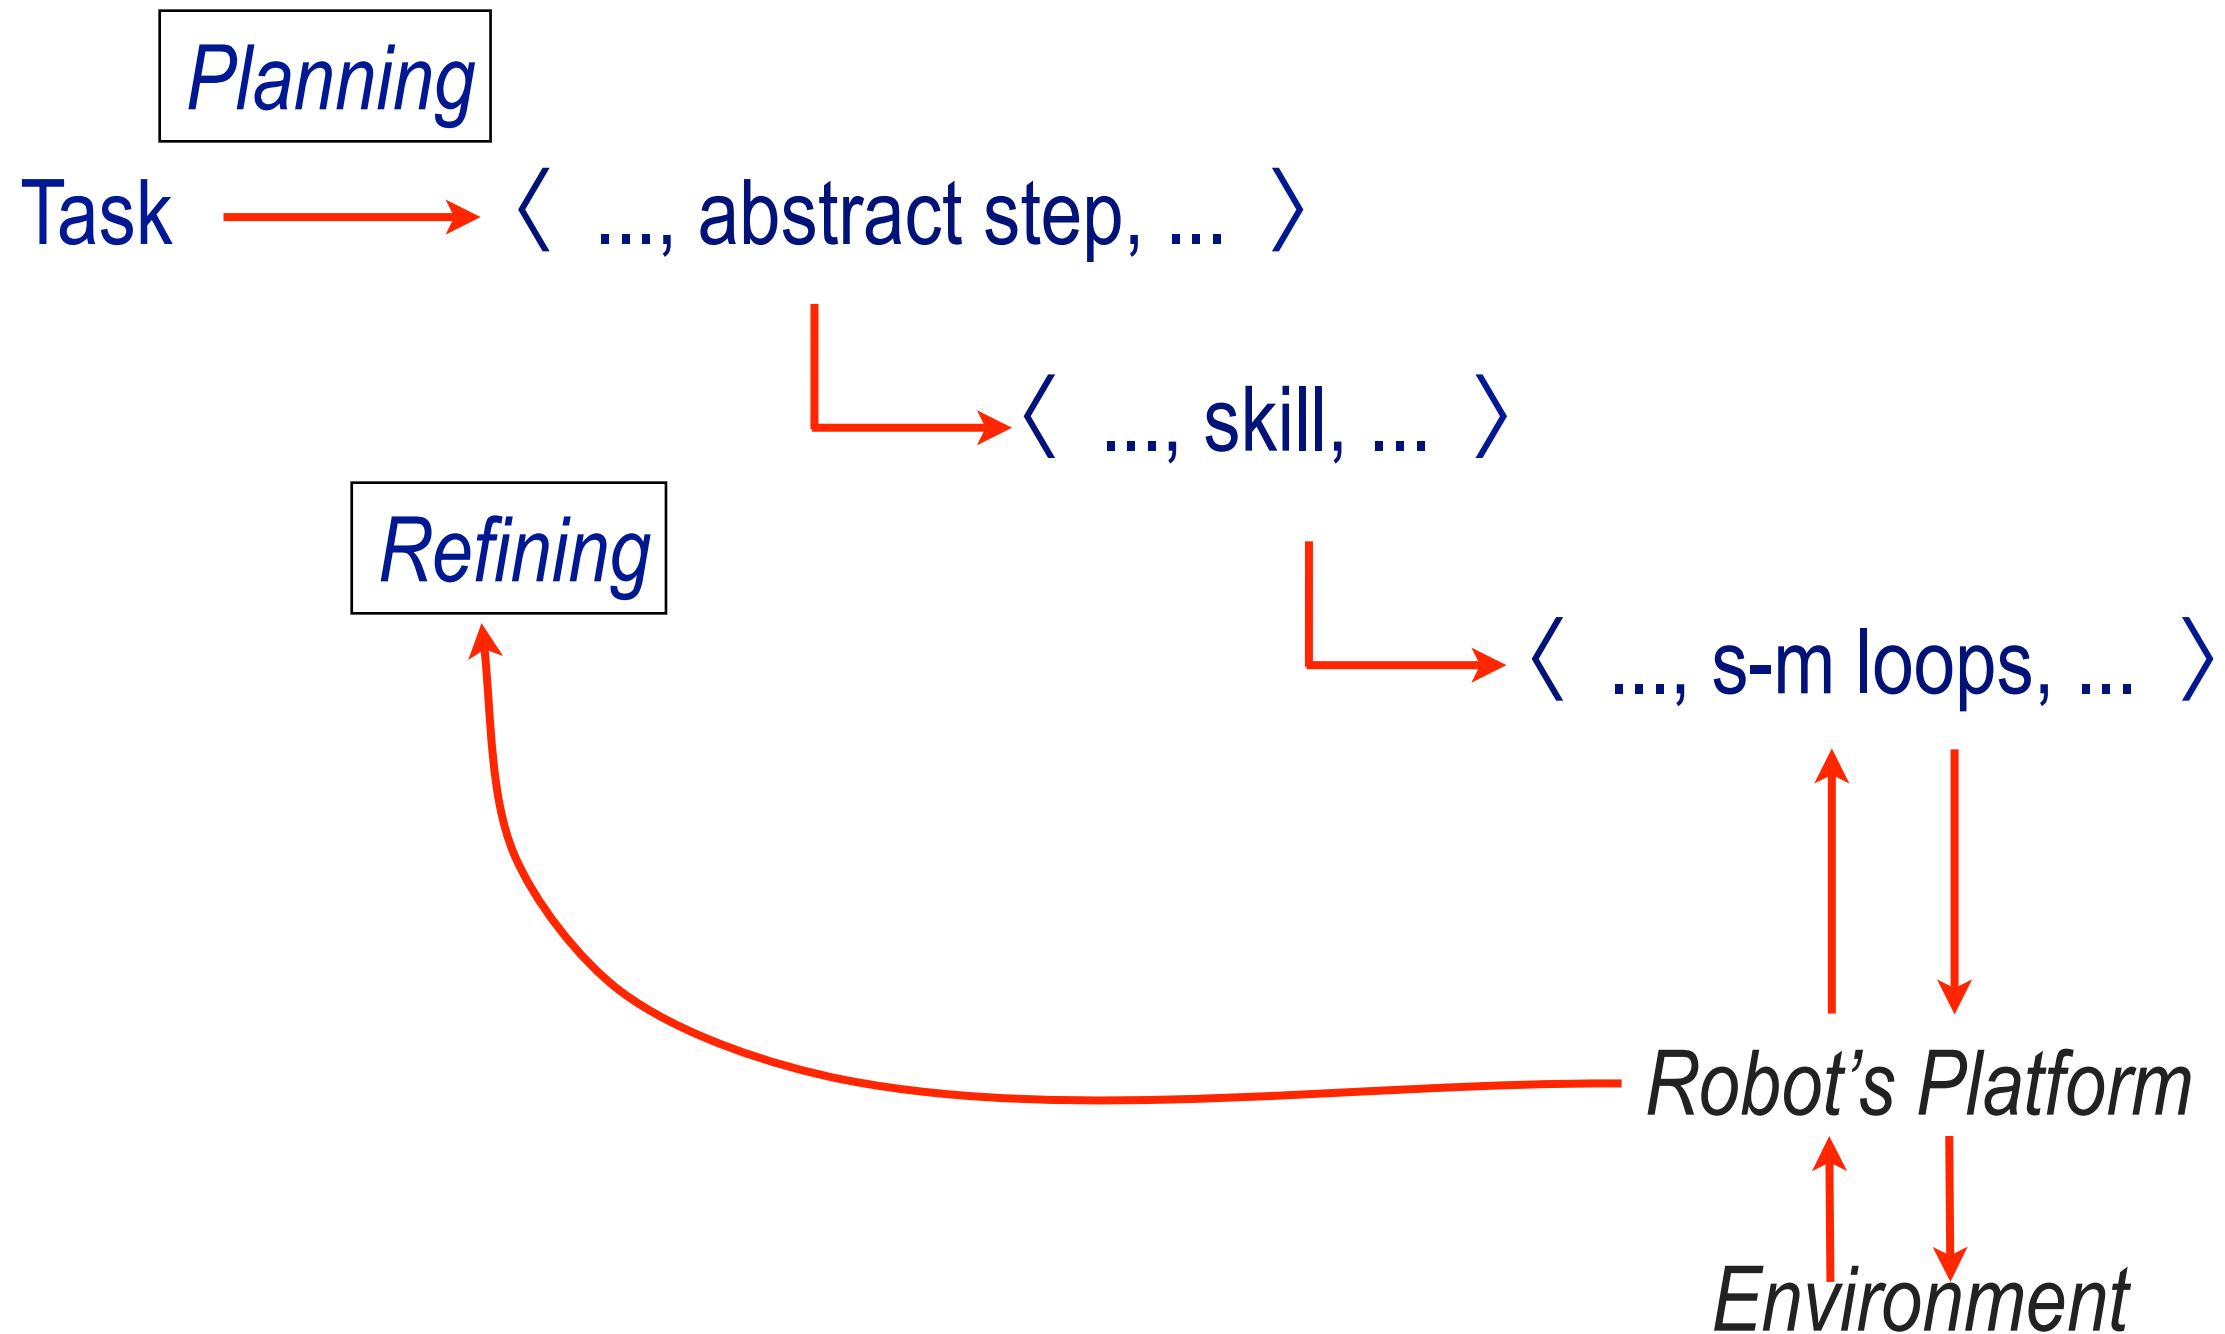 Planning
Task 〈 ..., abstract step, ... 〉
〈 ..., skill, ... 〉
Refining
〈 ..., s-m loops, ... 〉
Robot’s Platform
Environment